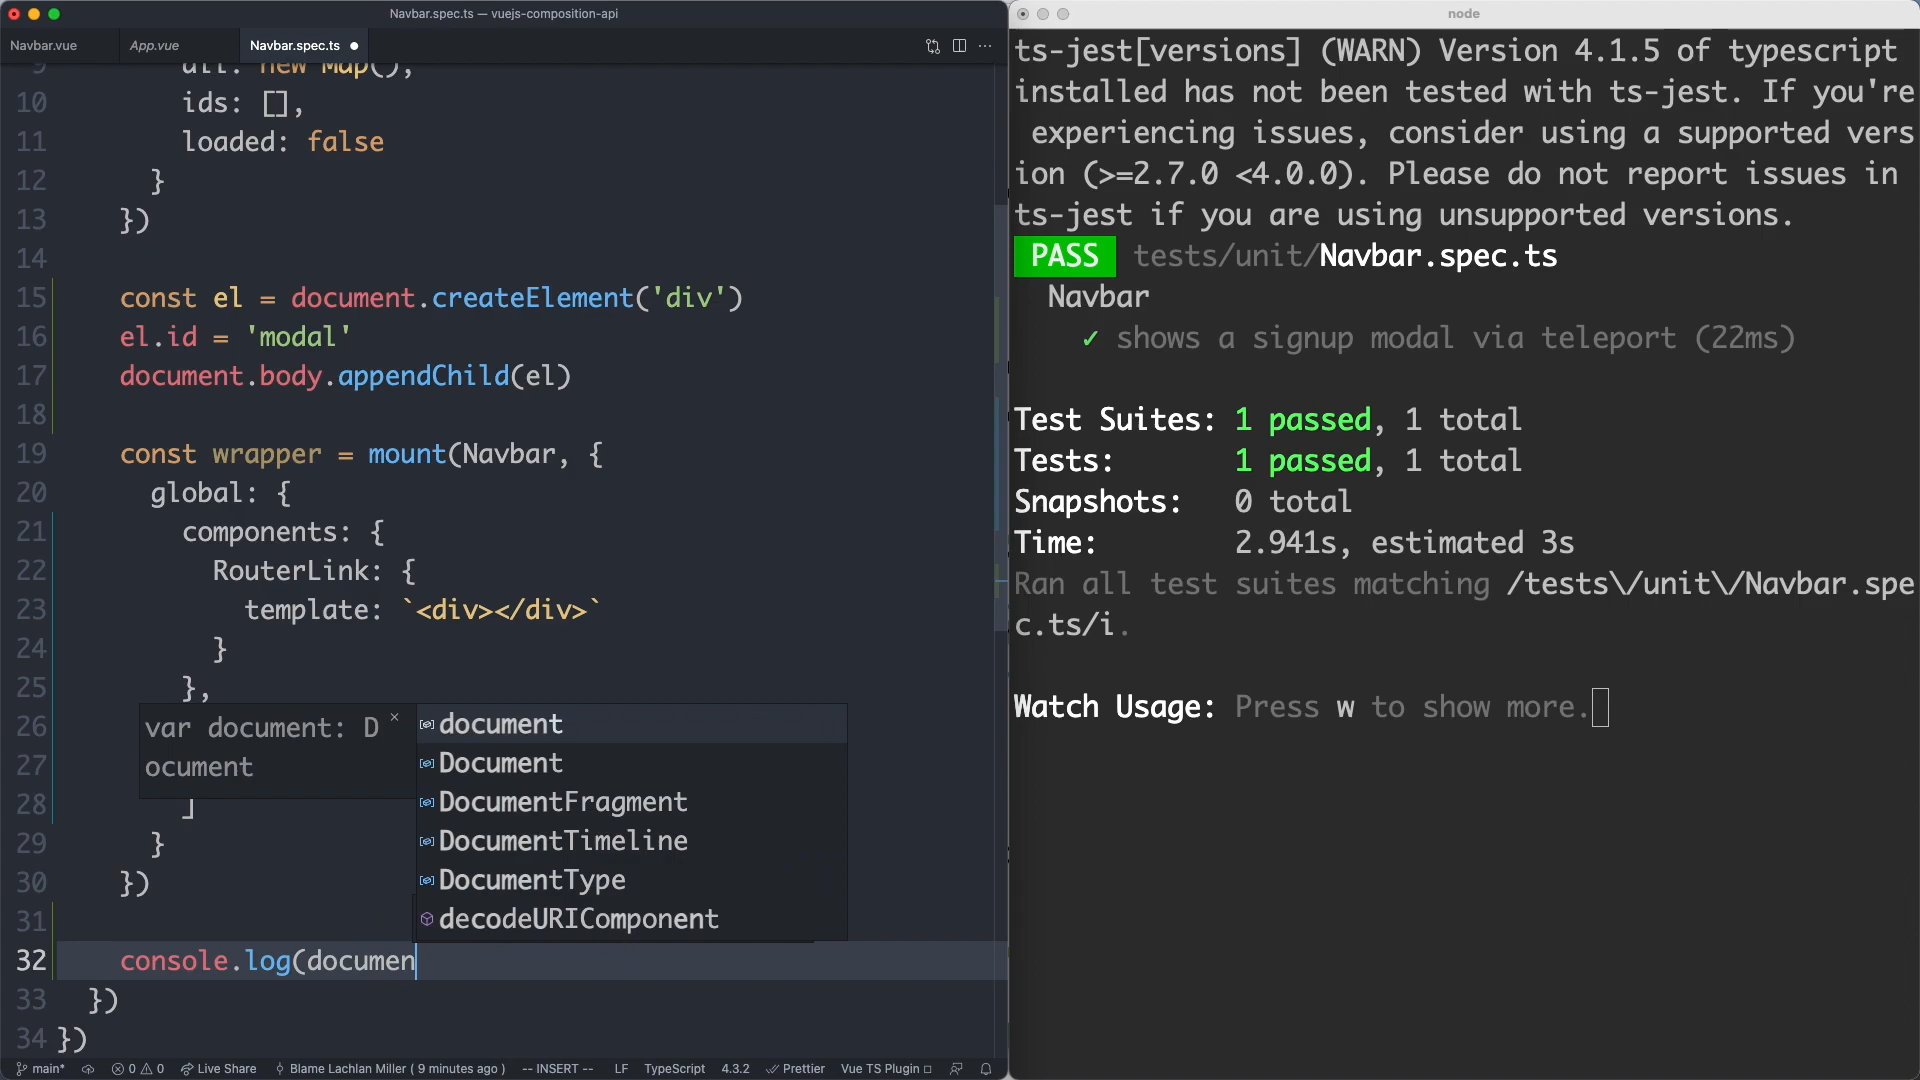 Navbar.spec.ts — vuejs-composition-api
Navbar.vue
App.vue
Navbar.spec.ts
9 all: new Map(),
10 ids: [],
11 loaded: false
12 }
13 })
14
15 const el = document.createElement('div')
16 el.id = 'modal'
17 document.body.appendChild(el)
18
19 const wrapper = mount(Navbar, {
20 global: {
21 components: {
22 RouterLink: {
23 template: `<div></div>`
24 }
25 },
26
27
28 ]
29 }
30 })
31
32 console.log(documen
33 })
34 })
var document: D
ocument
document
Document
DocumentFragment
DocumentTimeline
DocumentType
decodeURIComponent
main* 0 0 Live Share Blame Lachlan Miller ( 9 minutes ago ) -- INSERT -- LF TypeScript 4.3.2 Prettier Vue TS Plugin
node
ts-jest[versions] (WARN) Version 4.1.5 of typescript
installed has not been tested with ts-jest. If you're
experiencing issues, consider using a supported vers
ion (>=2.7.0 <4.0.0). Please do not report issues in
ts-jest if you are using unsupported versions.
PASS tests/unit/Navbar.spec.ts
Navbar
✓ shows a signup modal via teleport (22ms)
Test Suites: 1 passed, 1 total
Tests: 1 passed, 1 total
Snapshots: 0 total
Time: 2.941s, estimated 3s
Ran all test suites matching /tests\/unit\/Navbar.spe
c.ts/i.
Watch Usage: Press w to show more.